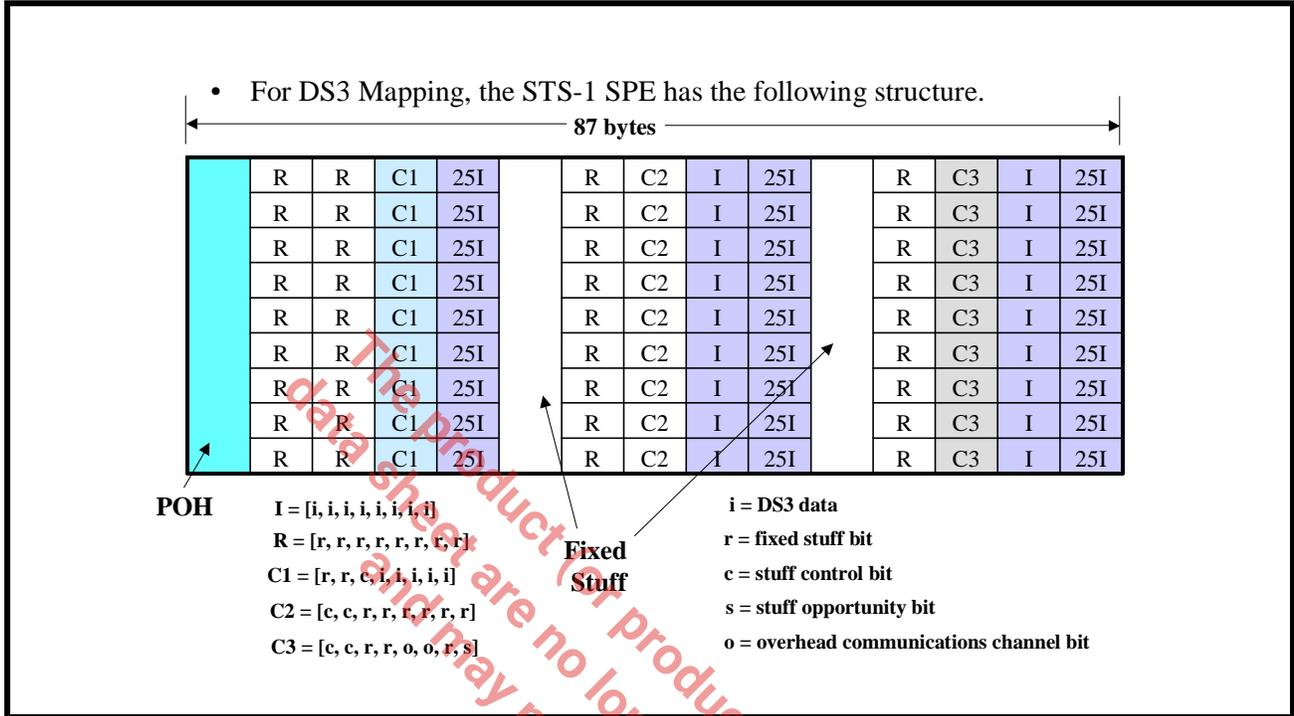 • For DS3 Mapping, the STS-1 SPE has the following structure.
87 bytes
R R C1 25I R C2 I 25I R C3 I 25I
R R C1 25I R C2 I 25I R C3 I 25I
R R C1 25I R C2 I 25I R C3 I 25I
R R C1 25I R C2 I 25I R C3 I 25I
R R C1 25I R C2 I 25I R C3 I 25I
R R C1 25I R C2 I 25I R C3 I 25I
R R C1 25I R C2 I 25I R C3 I 25I
R R C1 25I R C2 I 25I R C3 I 25I
R R C1 25I R C2 I 25I R C3 I 25I
POH
I = [i, i, i, i, i, i, i, i]
R = [r, r, r, r, r, r, r, r]
C1 = [r, r, c, i, i, i, i, i]
C2 = [c, c, r, r, r, r, r, r]
C3 = [c, c, r, r, o, o, r, s]
Fixed
Stuff
i = DS3 data
r = fixed stuff bit
c = stuff control bit
s = stuff opportunity bit
o = overhead communications channel bit
The product (or produc
data sheet are no lo
and may